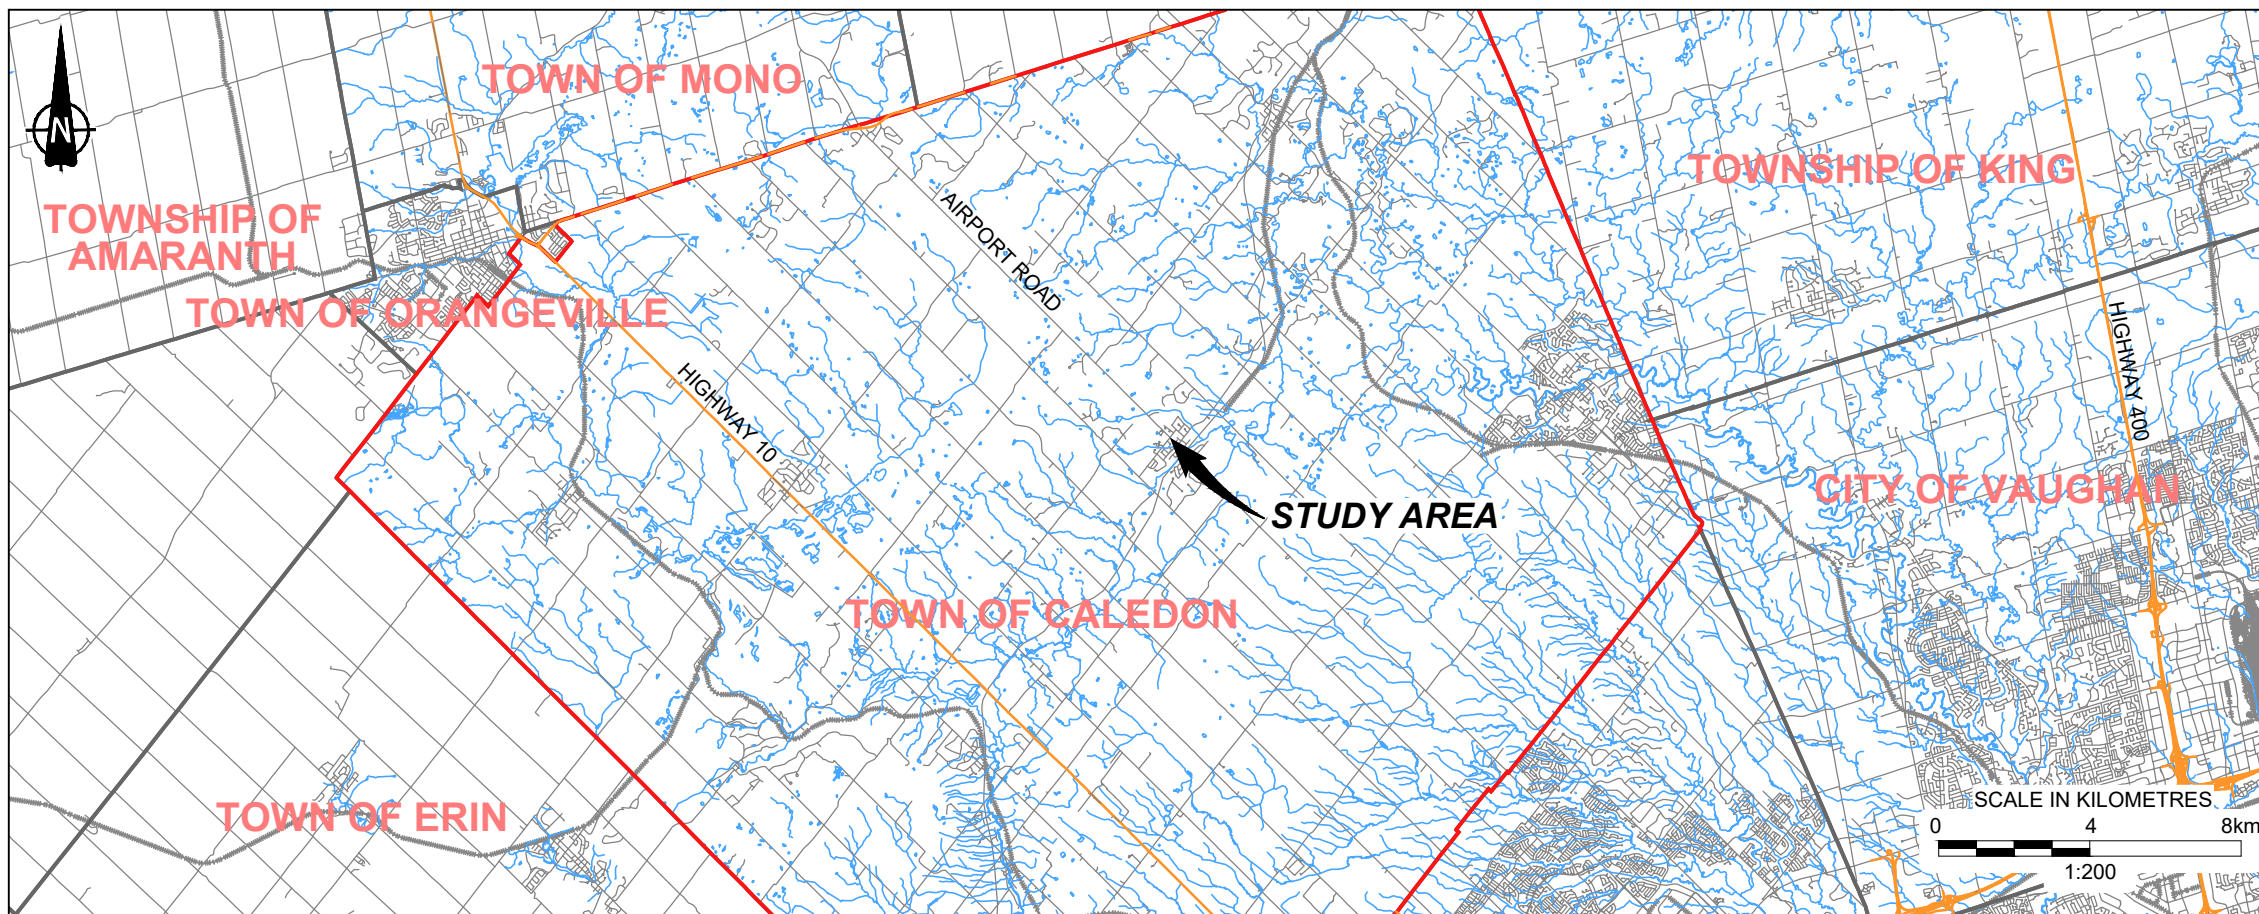 TOWN OF MONO
N
TOWNSHIP OF KING
TOWNSHIP OF
AMARANTH
AIRPORT ROAD
TOWN OF ORANGEVILLE
HIGHWAY 400
HIGHWAY 10
CITY OF VAUGHAN
STUDY AREA
TOWN OF CALEDON
TOWN OF ERIN
SCALE IN KILOMETRES
0 4 8km
1:200